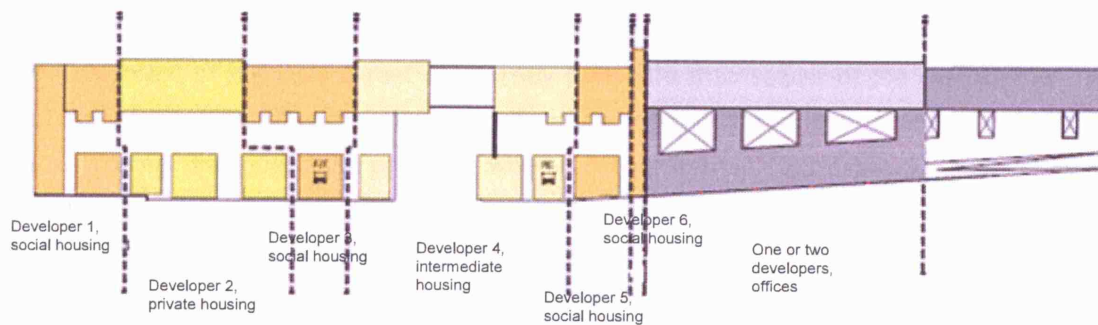 Developer 1,
social housing
Developer 2,
private housing
Developer 3,
social housing
Developer 4,
intermediate
housing
Developer 5,
social housing
Developer 6,
social housing
One or two
developers,
offices